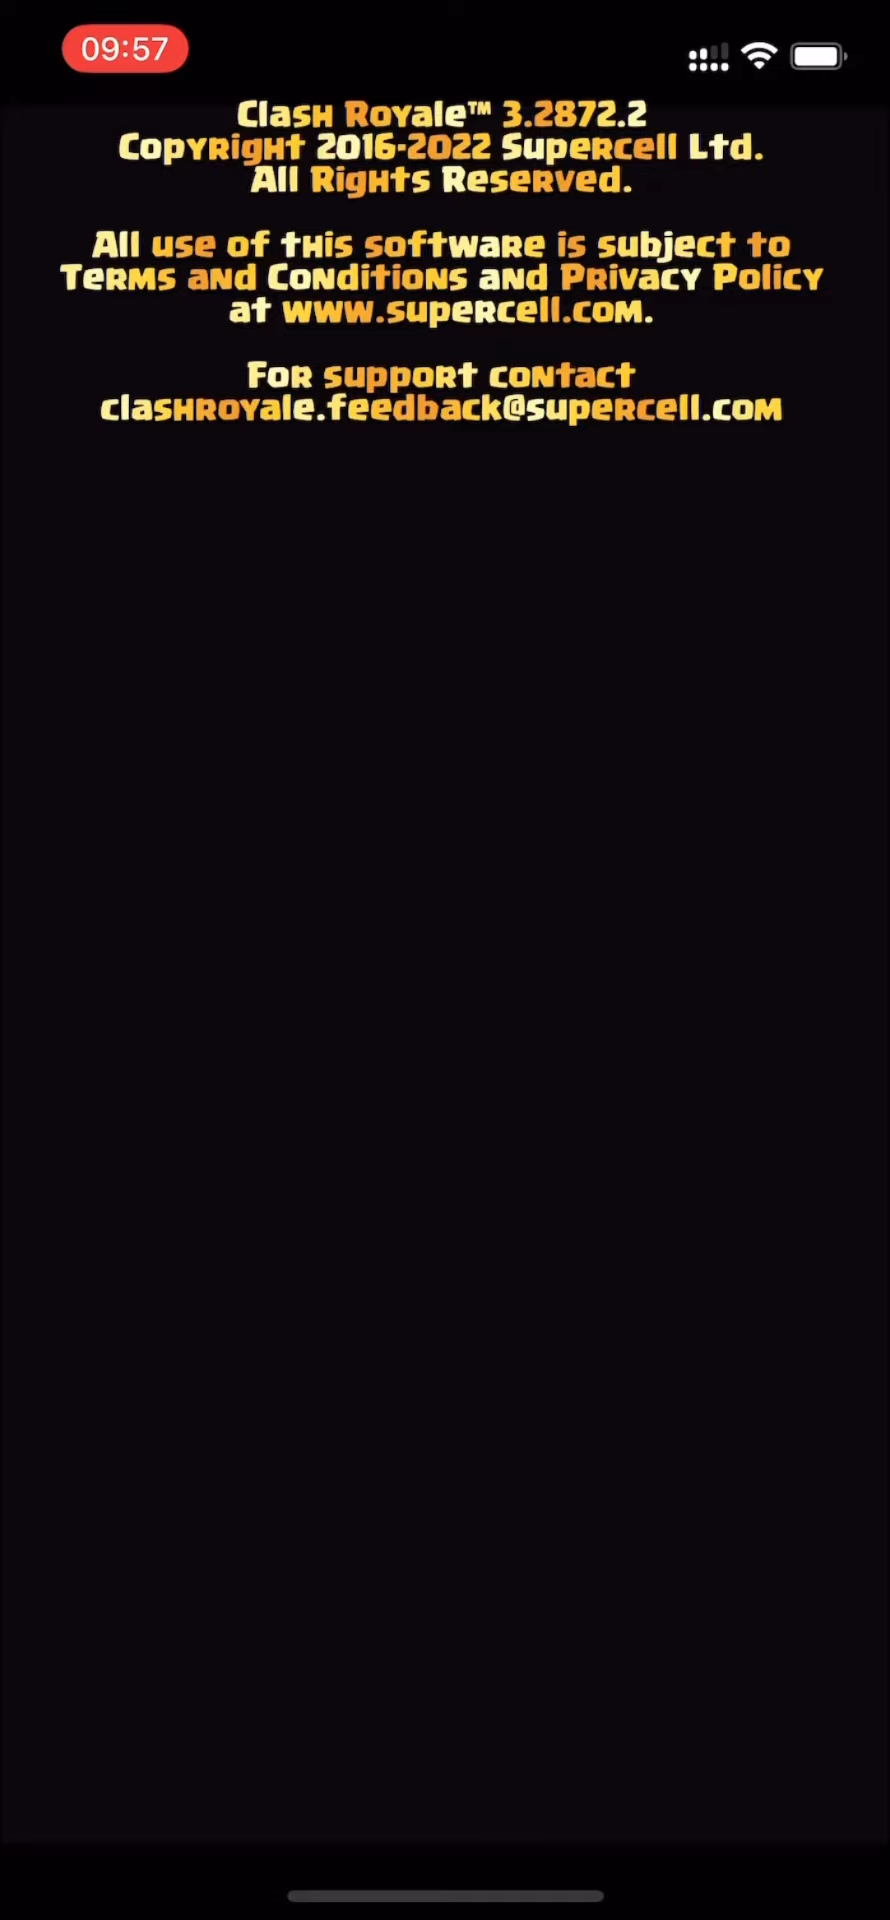 09:57
Clash Royale™ 3.2872.2
Copyright 2016-2022 Supercell Ltd.
All Rights Reserved.
All use of this software is subject to
Terms and Conditions and Privacy Policy
at www.supercell.com.
For support contact
clashroyale.feedback@supercell.com